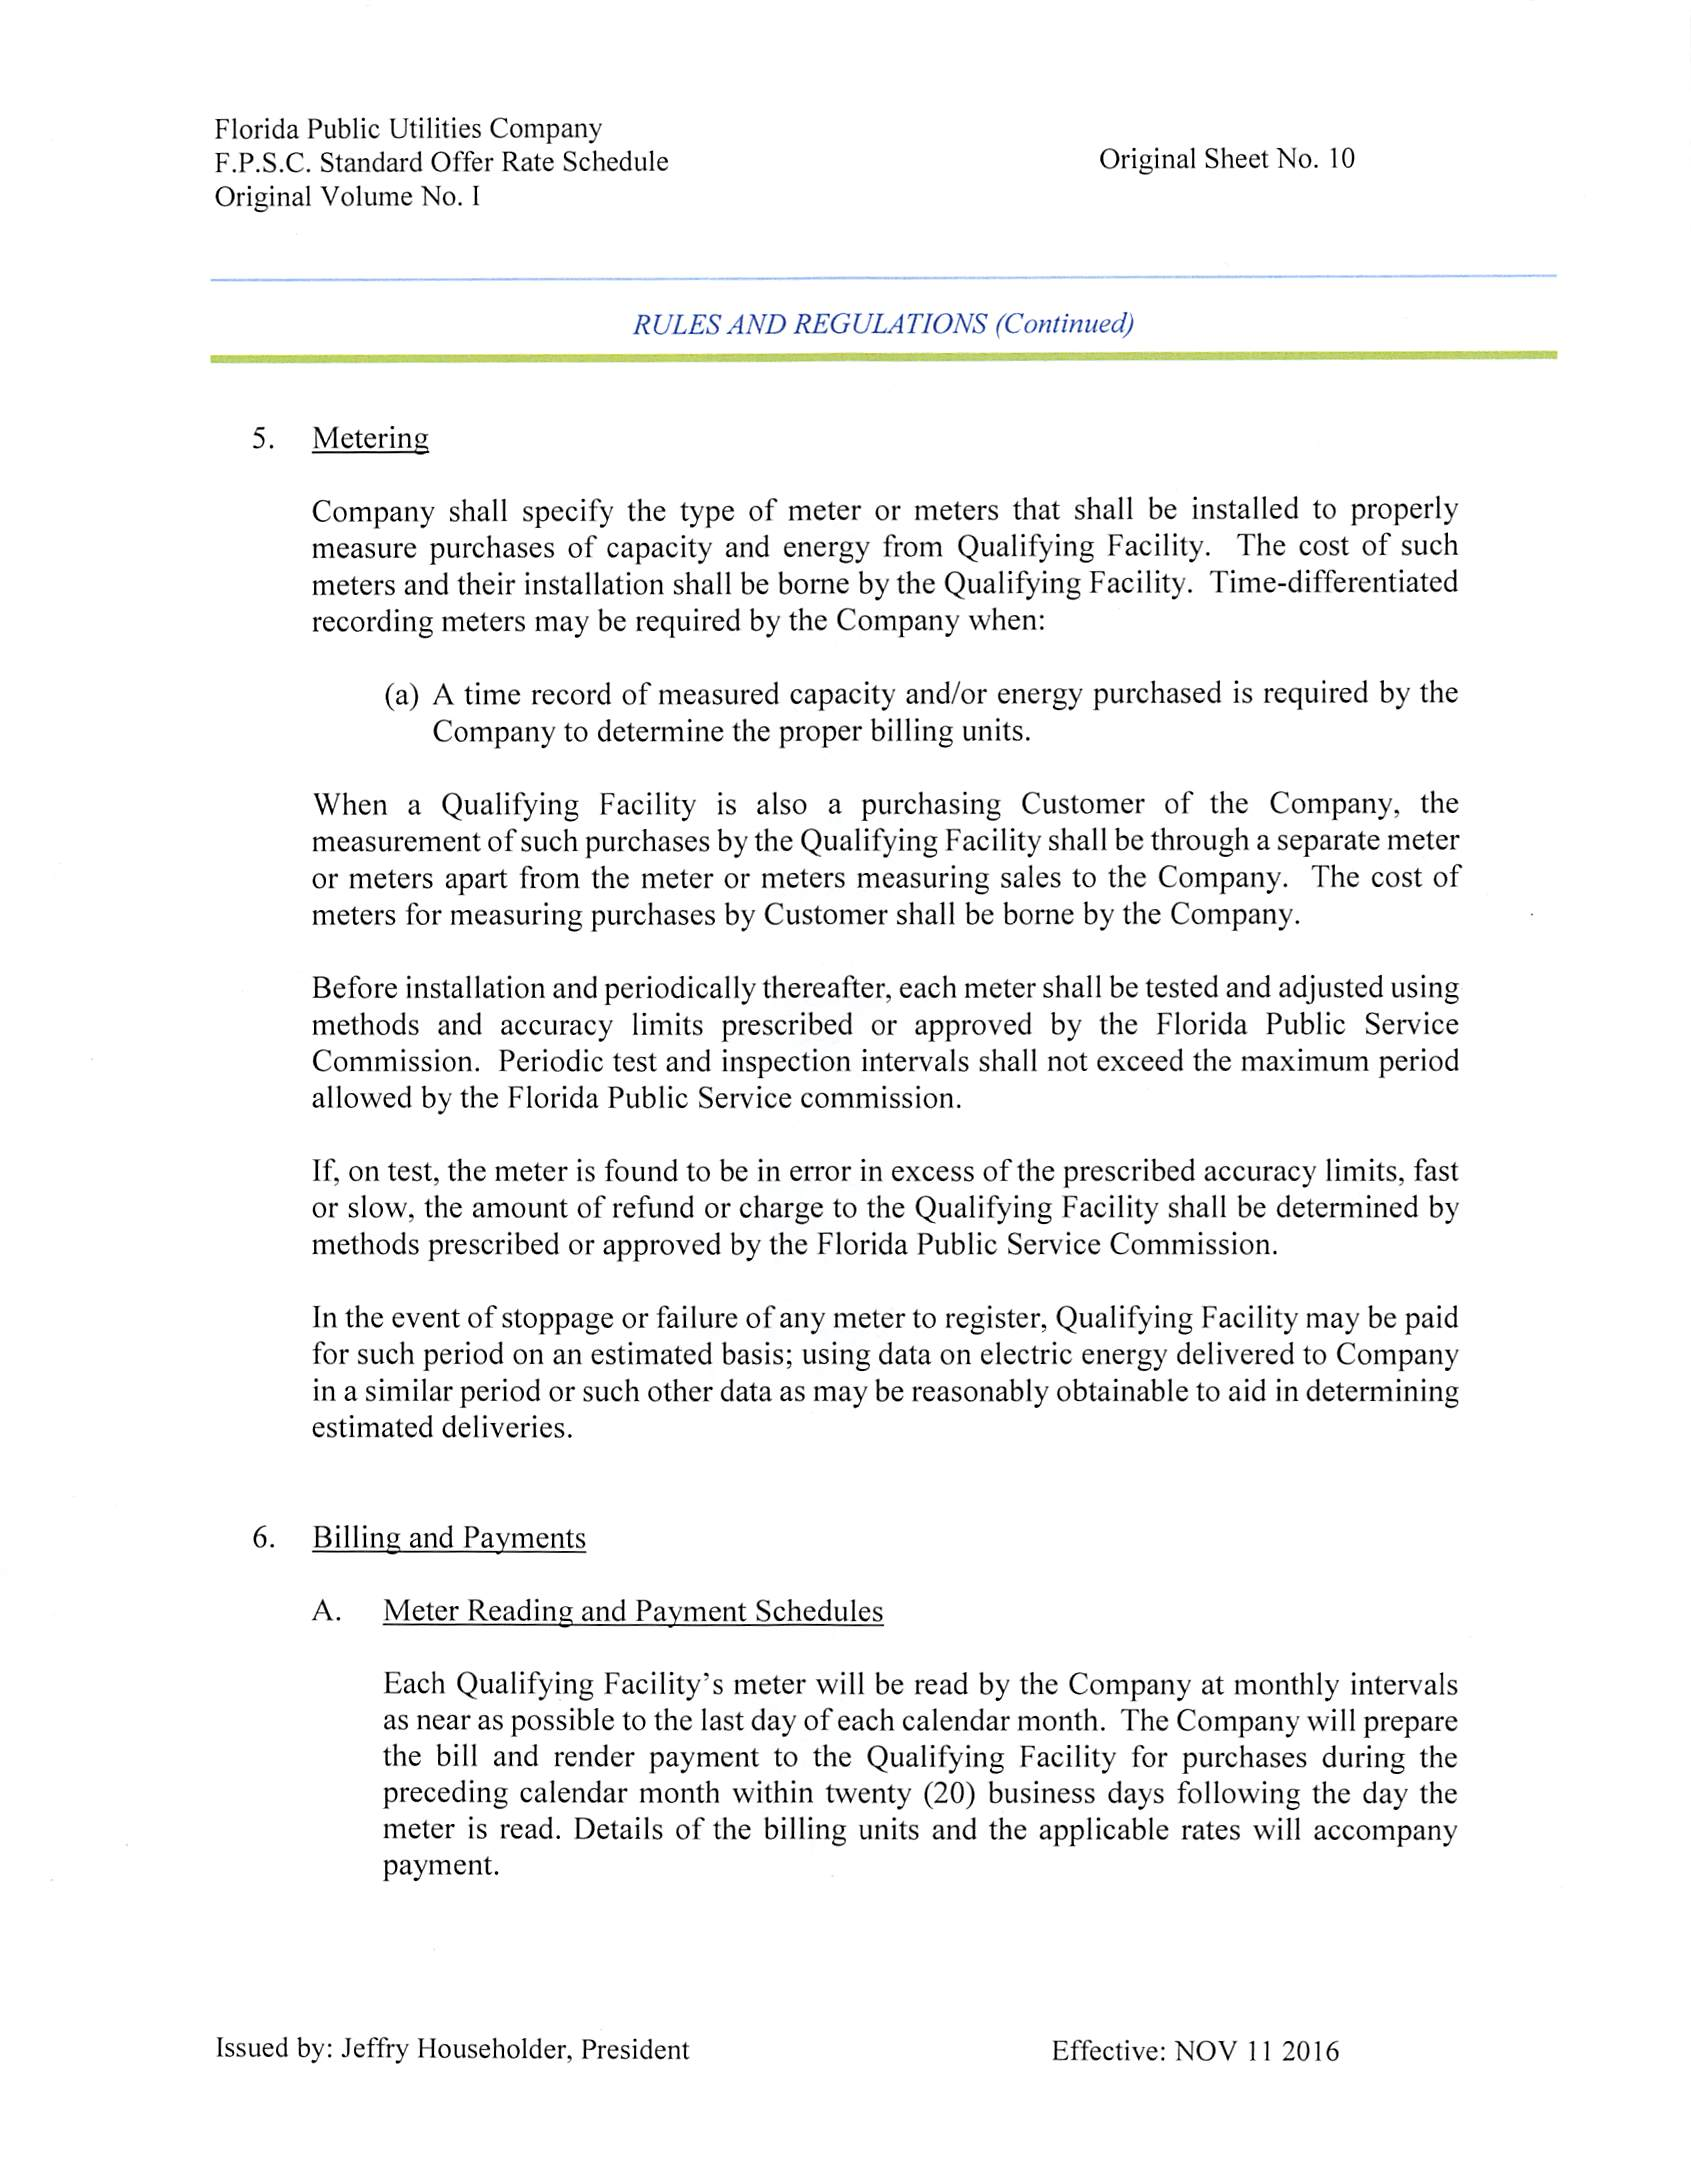 Florida Public Utilities Company
F.P.S.C. Standard Offer Rate Schedule
Original Sheet No. 10
Original Volume No. I
RULES AND REGULATIONS (Continued)
5. Metering
Company shall specify the type of meter or meters that shall be installed to properly
measure purchases of capacity and energy from Qualifying Facility. The cost of such
meters and their installation shall be borne by the Qualifying Facility. Time-differentiated
recording meters may be required by the Company when:
(a) A time record of measured capacity and/or energy purchased is required by the
Company to determine the proper billing units.
When a Qualifying Facility is also a purchasing Customer of the Company, the
measurement of such purchases by the Qualifying Facility shall be through a separate meter
or meters apart from the meter or meters measuring sales to the Company. The cost of
meters for measuring purchases by Customer shall be borne by the Company.
Before installation and periodically thereafter, each meter shall be tested and adjusted using
methods and accuracy limits prescribed or approved by the Florida Public Service
Commission. Periodic test and inspection intervals shall not exceed the maximum period
allowed by the Florida Public Service commission.
If, on test, the meter is found to be in error in excess of the prescribed accuracy limits, fast
or slow, the amount of refund or charge to the Qualifying Facility shall be determined by
methods prescribed or approved by the Florida Public Service Commission.
In the event of stoppage or failure of any meter to register, Qualifying Facility may be paid
for such period on an estimated basis; using data on electric energy delivered to Company
in a similar period or such other data as may be reasonably obtainable to aid in determining
estimated deliveries.
6. Billing and Payments
A. Meter Reading and Payment Schedules
Each Qualifying Facility's meter will be read by the Company at monthly intervals
as near as possible to the last day of each calendar month. The Company will prepare
the bill and render payment to the Qualifying Facility for purchases during the
preceding calendar month within twenty (20) business days following the day the
meter is read. Details of the billing units and the applicable rates will accompany
payment.
Issued by: Jeffry Householder, President
Effective: NOV 11 2016